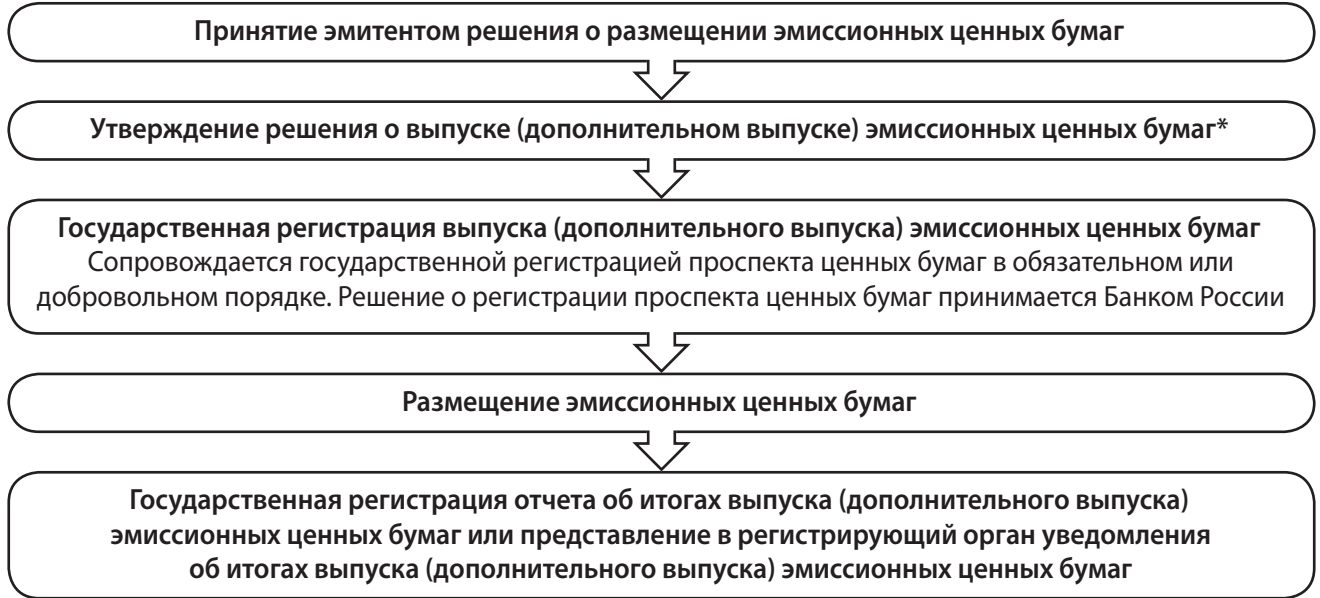 Принятие эмитентом решения о размещении эмиссионных ценных бумаг
Утверждение решения о выпуске (дополнительном выпуске) эмиссионных ценных бумаг*
Государственная регистрация выпуска (дополнительного выпуска) эмиссионных ценных бумаг
Сопровождается государственной регистрацией проспекта ценных бумаг в обязательном или
добровольном порядке. Решение о регистрации проспекта ценных бумаг принимается Банком России
Размещение эмиссионных ценных бумаг
Государственная регистрация отчета об итогах выпуска (дополнительного выпуска)
эмиссионных ценных бумаг или представление в регистрирующий орган уведомления
об итогах выпуска (дополнительного выпуска) эмиссионных ценных бумаг